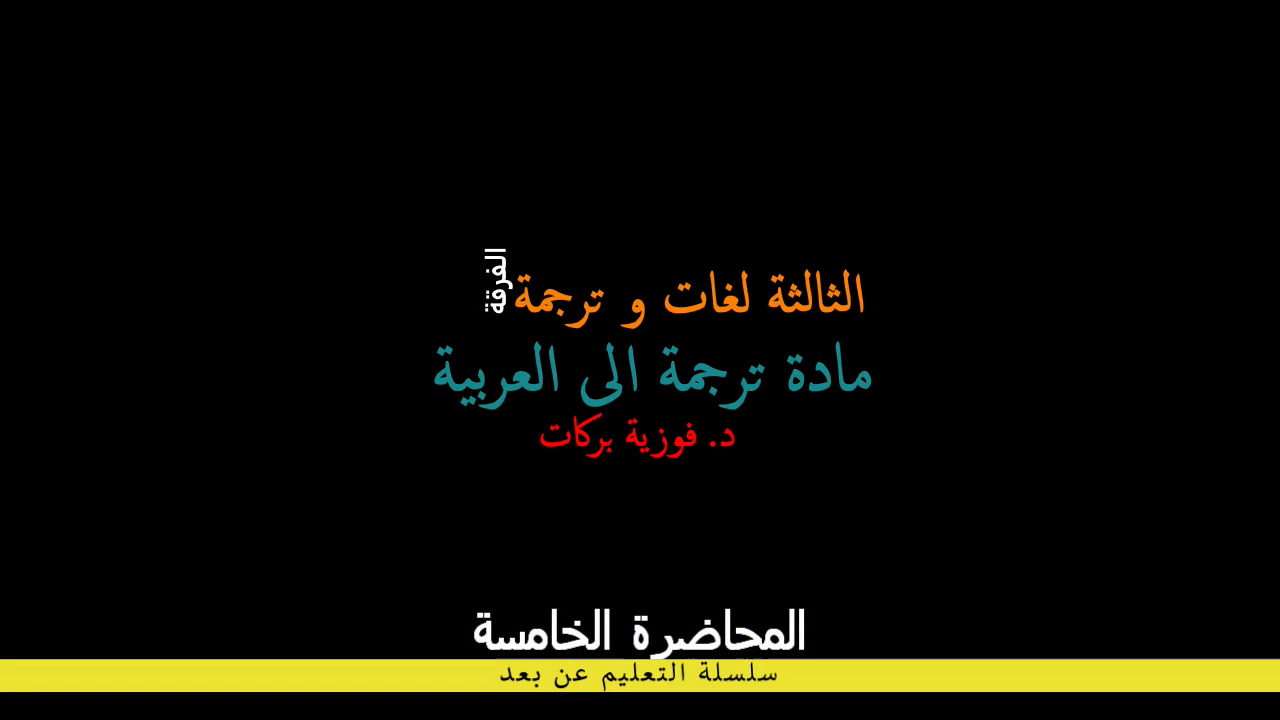 الفرقة
الثالثة لغات و ترجمة
مادة ترجمة الى العربية
د. فوزية بركات
المحاضرة الخامسة
سلسلة التعليم عن بعد